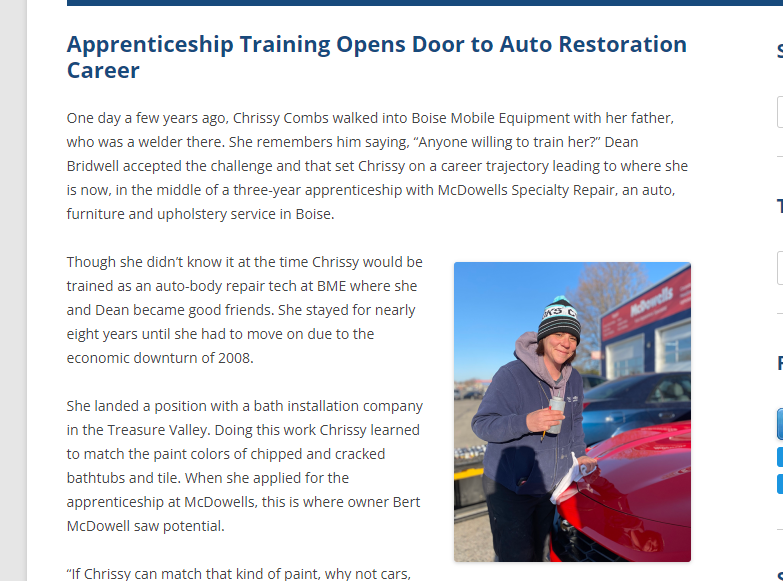 Apprenticeship Training Opens Door to Auto Restoration
Career
One day a few years ago, Chrissy Combs walked into Boise Mobile Equipment with her father,
who was a welder there. She remembers him saying, “Anyone willing to train her?” Dean
Bridwell accepted the challenge and that set Chrissy on a career trajectory leading to where she
is now, in the middle of a three-year apprenticeship with McDowells Specialty Repair, an auto,
furniture and upholstery service in Boise.
Though she didn’t know it at the time Chrissy would be
trained as an auto-body repair tech at BME where she
and Dean became good friends. She stayed for nearly
eight years until she had to move on due to the
economic downturn of 2008.
She landed a position with a bath installation company
in the Treasure Valley. Doing this work Chrissy learned
to match the paint colors of chipped and cracked
bathtubs and tile. When she applied for the
apprenticeship at McDowells, this is where owner Bert
McDowell saw potential.
“If Chrissy can match that kind of paint, why not cars,
McDowells